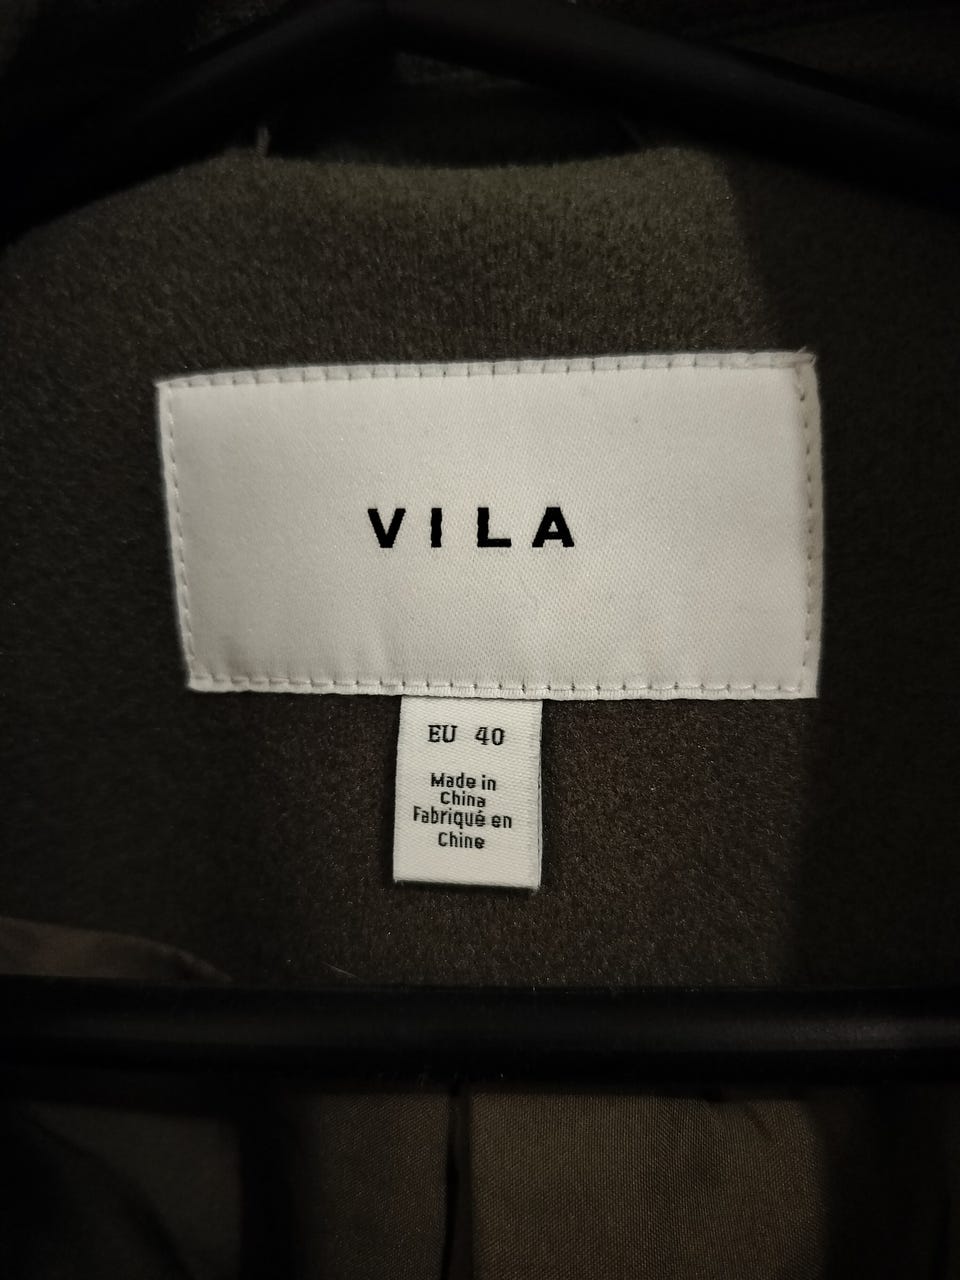 VILA
EU 40
Made in
China
Fabriqué en
Chine